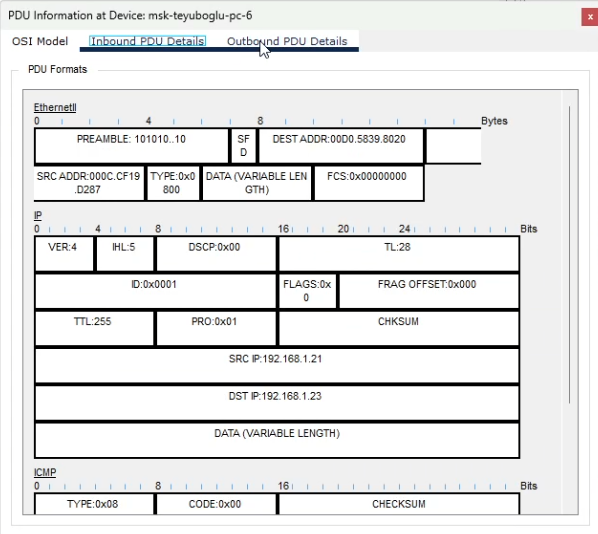 PDU Information at Device: msk-teyuboglu-pc-6
x
OSI Model Inbound PDU Details Outbound PDU Details
PDU Formats
EthernetII
0 4 8 Bytes
PREAMBLE: 101010..10 SF DEST ADDR:00D0.5839.8020
D
SRC ADDR:000C.CF19 TYPE:0x0 DATA (VARIABLE LEN FCS:0x00000000
.D287 800 GTH)
IP
0 4 8 16 20 24 Bits
VER:4 IHL:5 DSCP:0x00 TL:28
ID:0x0001 FLAGS:0x FRAG OFFSET:0x000
0
TTL:255 PRO:0x01 CHKSUM
SRC IP:192.168.1.21
DST IP:192.168.1.23
DATA (VARIABLE LENGTH)
ICMP
0 8 16 Bits
TYPE:0x08 CODE:0x00 CHECKSUM